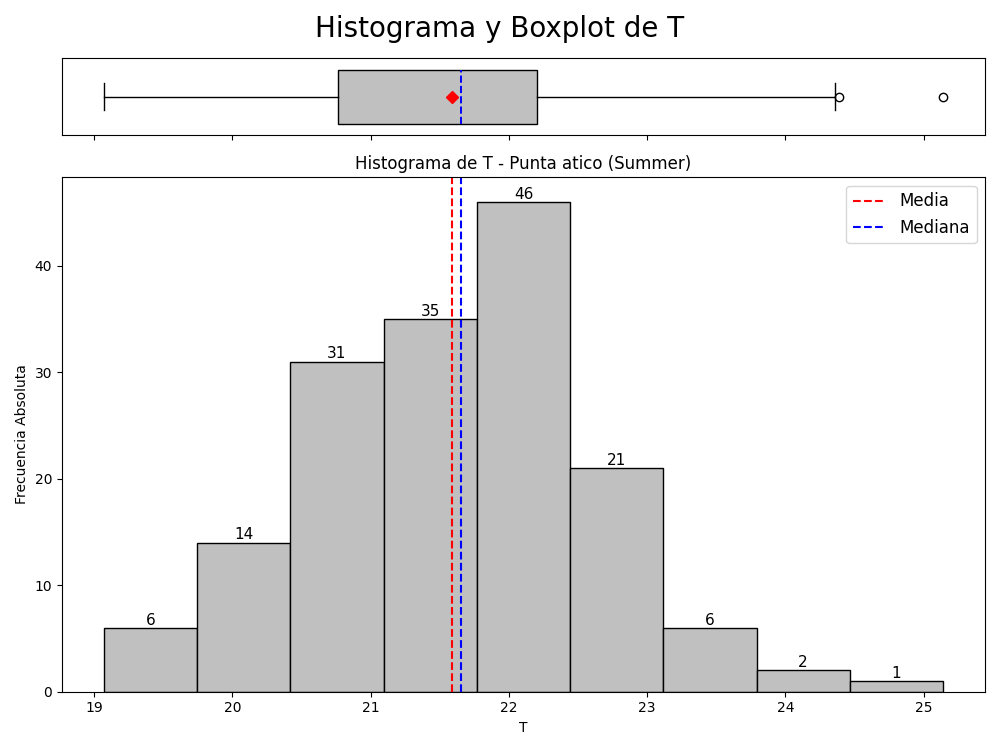 Histograma y Boxplot de T
Histograma de T - Punta atico (Summer)
Media
Mediana
Frecuencia Absoluta
40
30
20
10
0
6
14
31
35
46
21
6
2
1
19 20 21 22 23 24 25
T